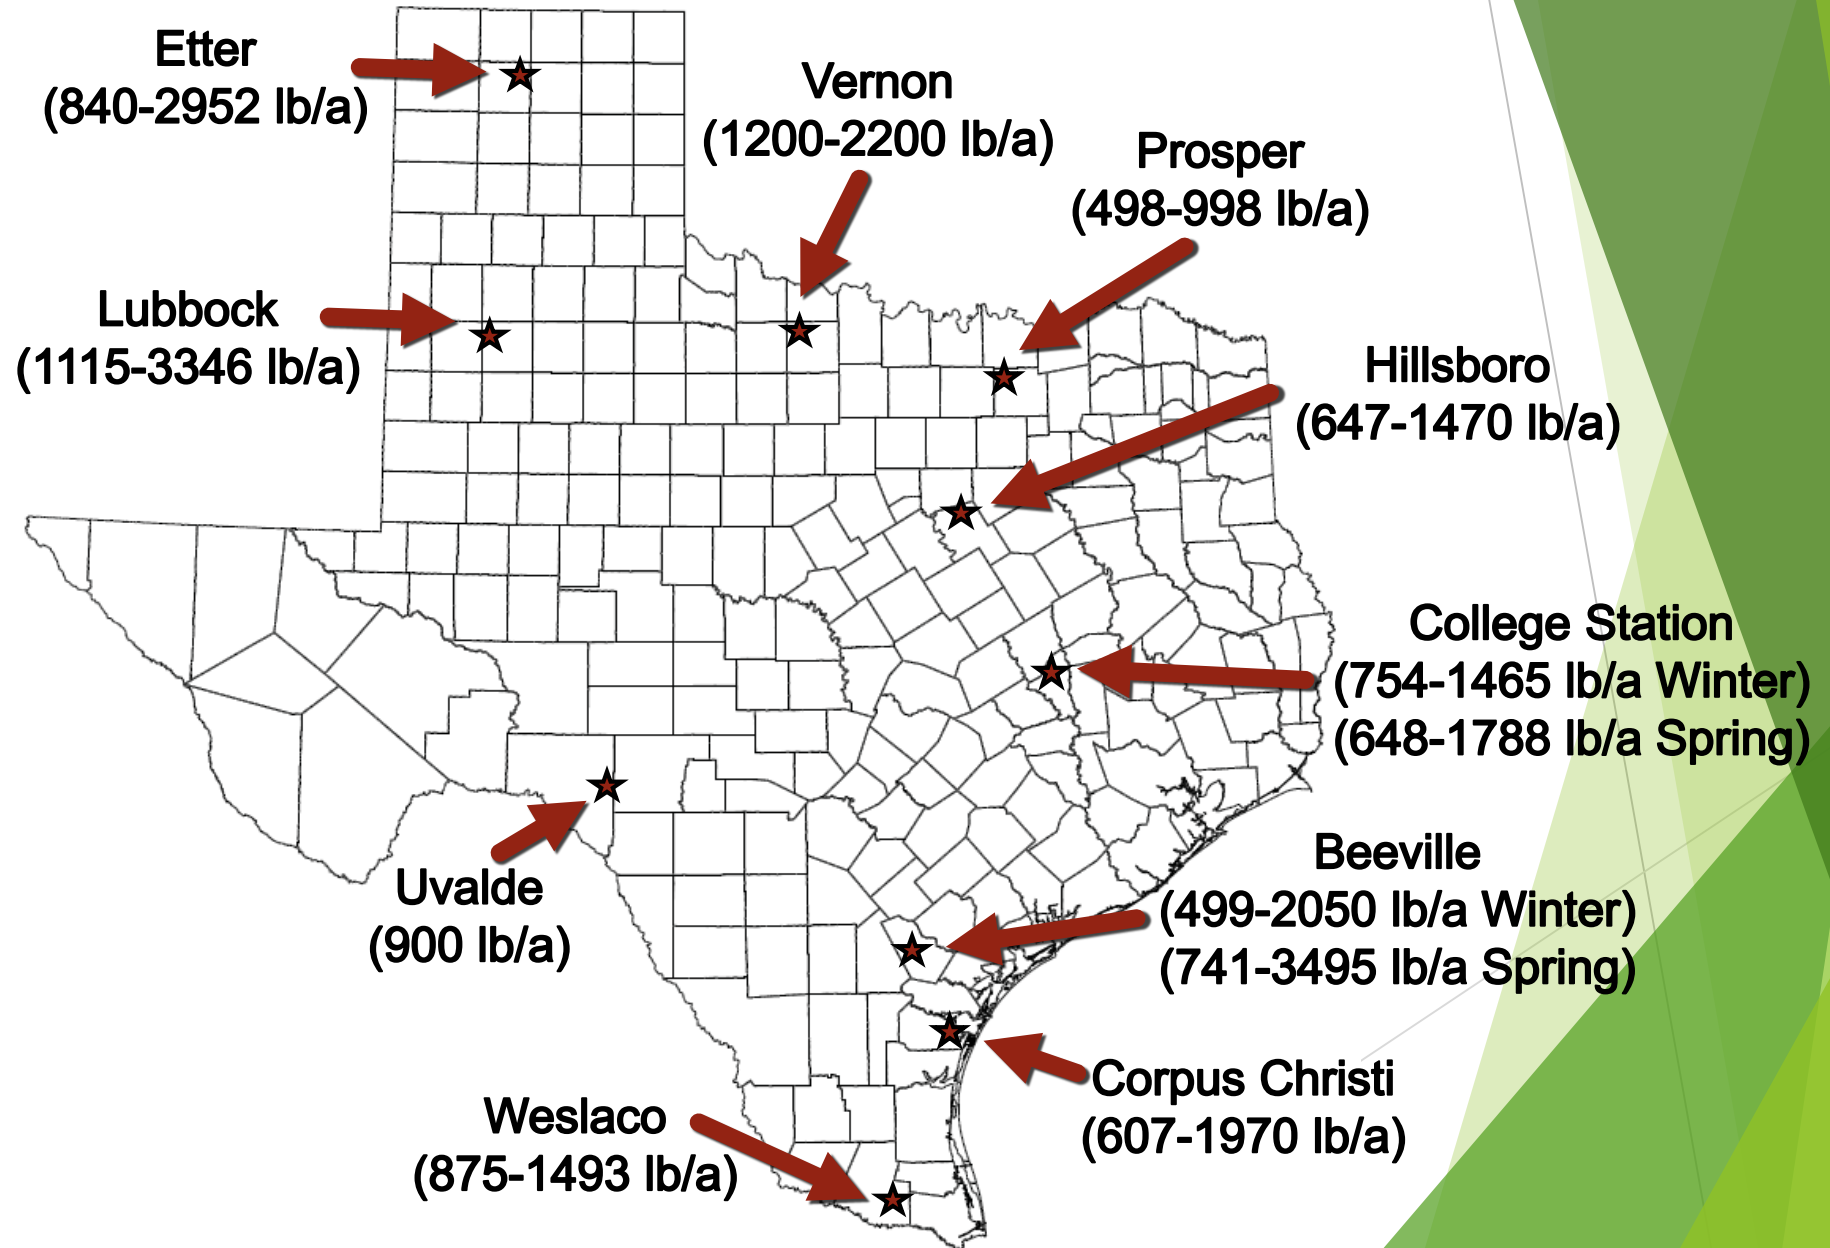 Etter
(840-2952 lb/a)
Vernon
(1200-2200 lb/a)
Prosper
(498-998 lb/a)
Lubbock
(1115-3346 lb/a)
Hillsboro
(647-1470 lb/a)
College Station
(754-1465 lb/a Winter)
(648-1788 lb/a Spring)
Uvalde
(900 lb/a)
Beeville
(499-2050 lb/a Winter)
(741-3495 lb/a Spring)
Corpus Christi
(607-1970 lb/a)
Weslaco
(875-1493 lb/a)